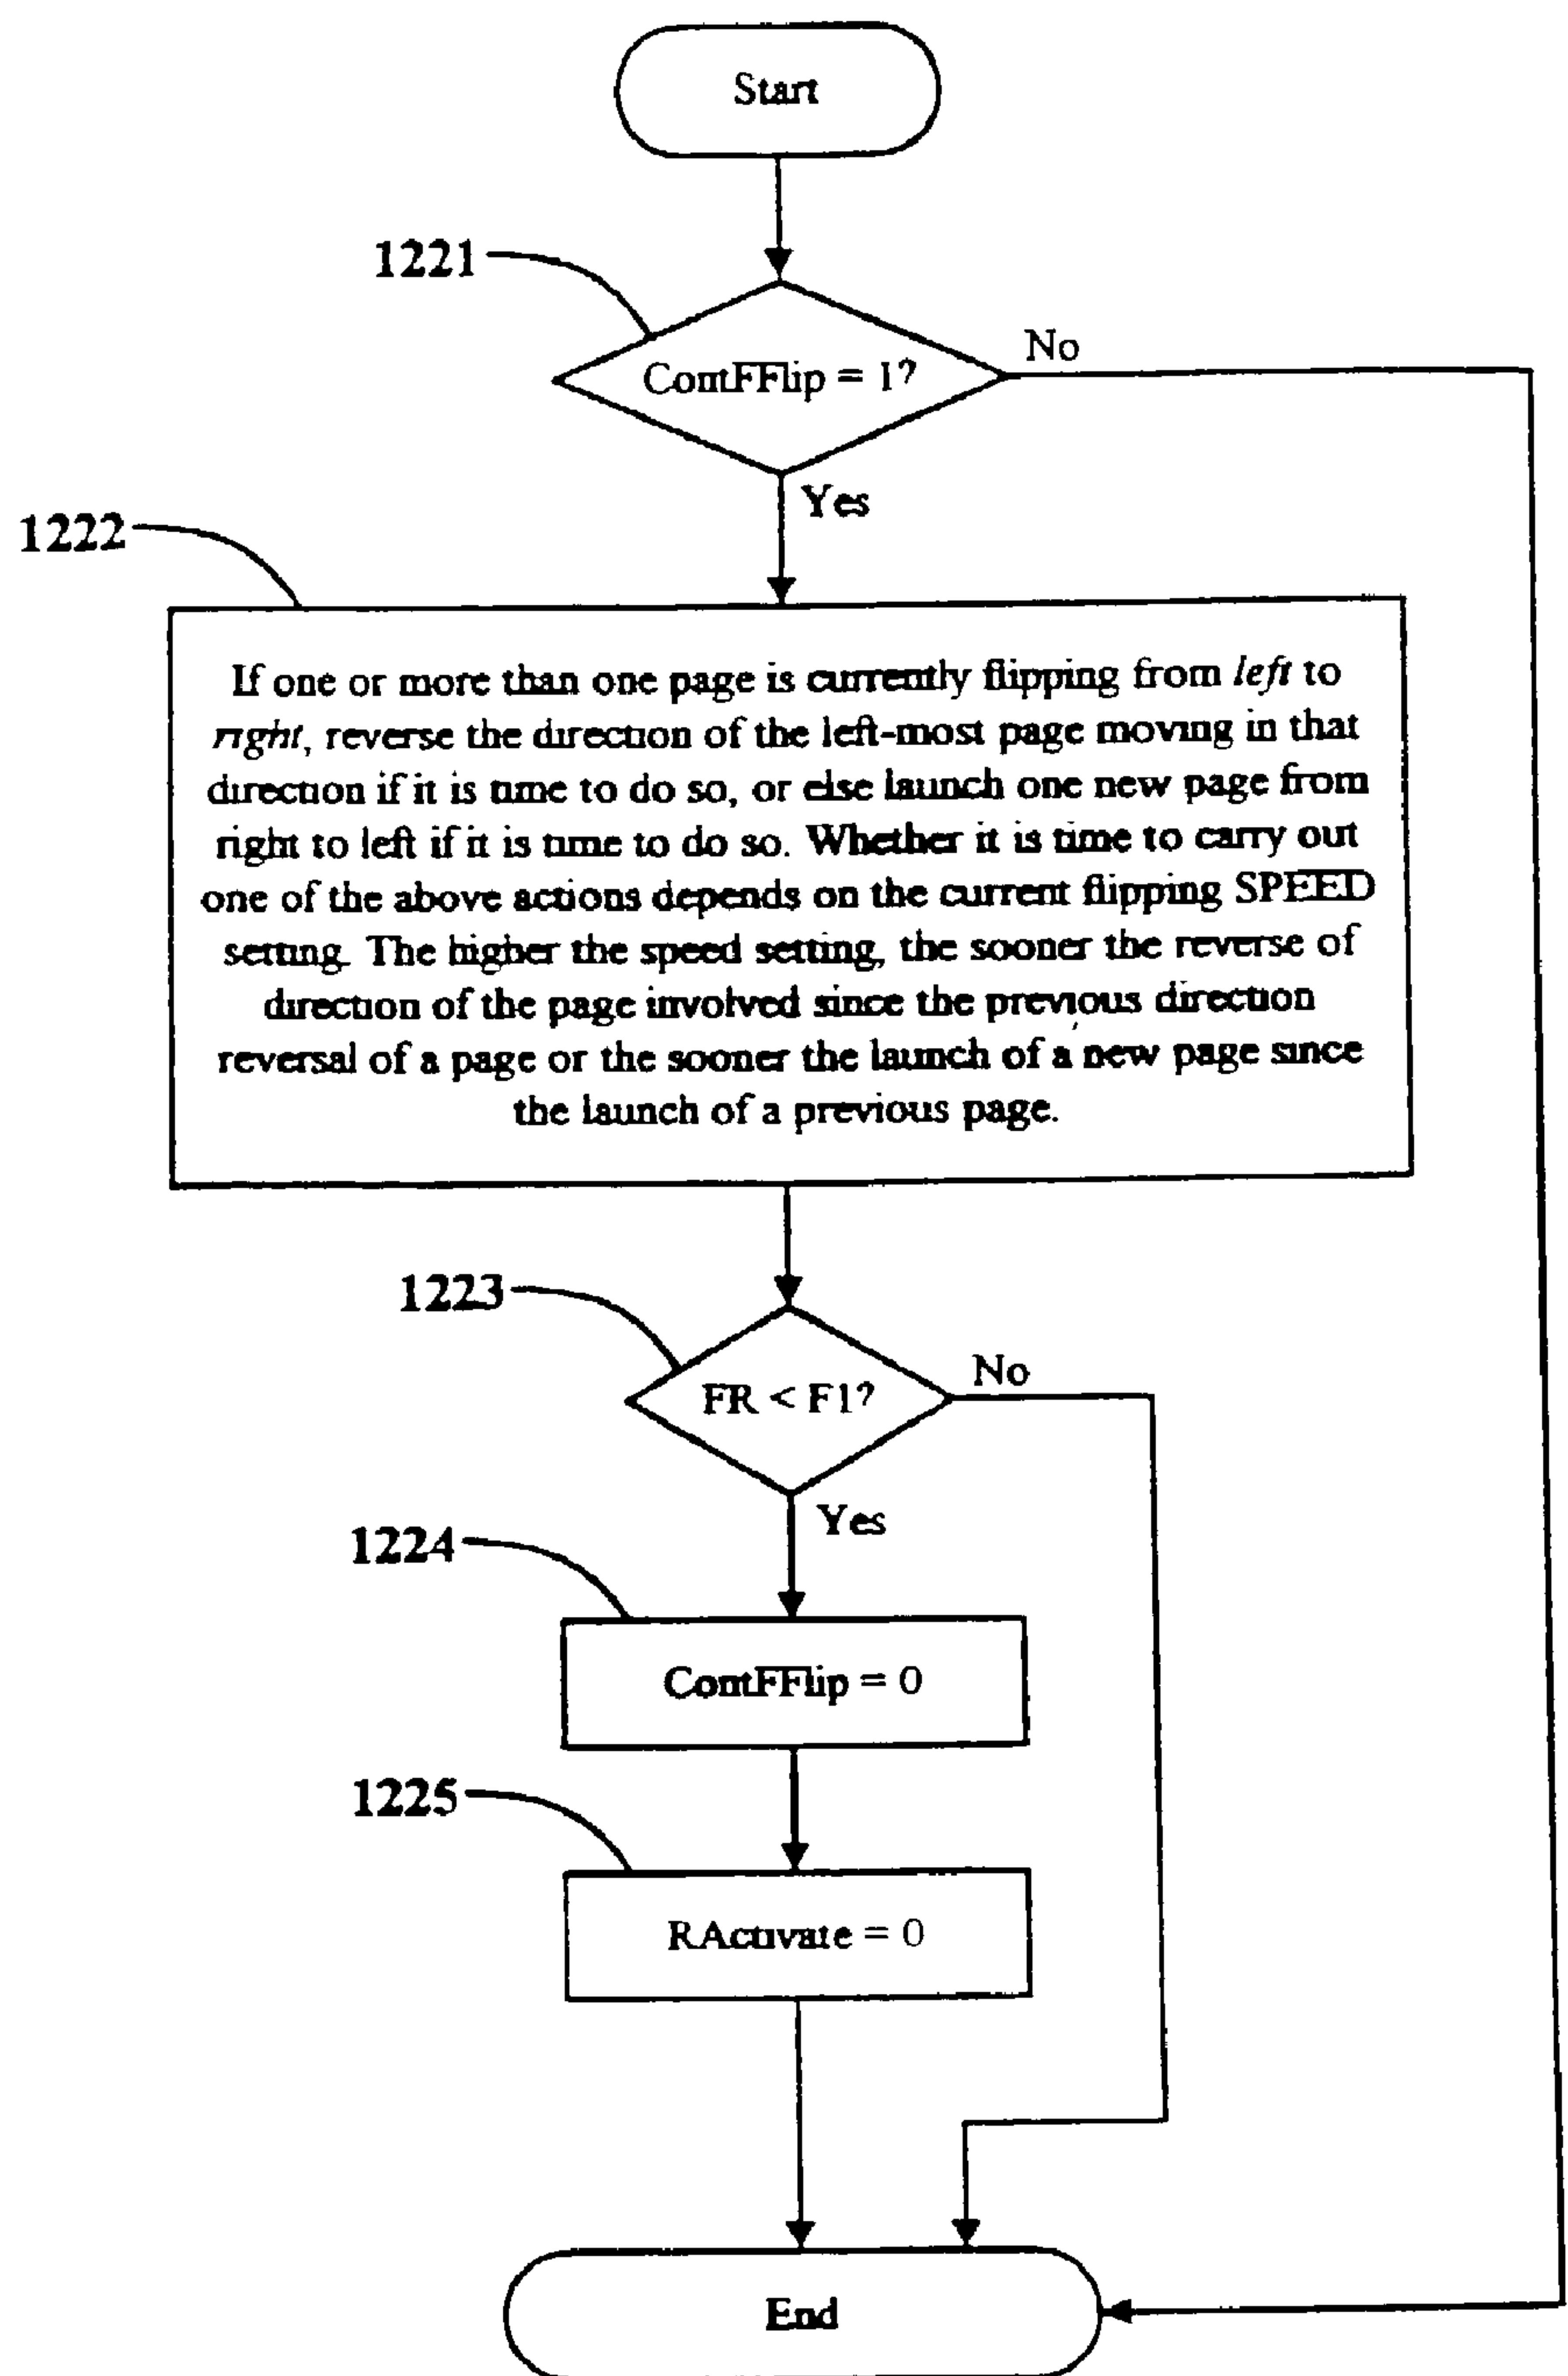 Start
1221
ContFFlip = 1?
No
Yes
1222
If one or more than one page is currently flipping from left to
right, reverse the direction of the left-most page moving in that
direction if it is time to do so, or else launch one new page from
right to left if it is time to do so. Whether it is time to carry out
one of the above actions depends on the current flipping SPEED
setting. The higher the speed setting, the sooner the reverse of
direction of the page involved since the previous direction
reversal of a page or the sooner the launch of a new page since
the launch of a previous page.
1223
FR < F1?
No
Yes
1224
ContFFlip = 0
1225
RActivate = 0
End